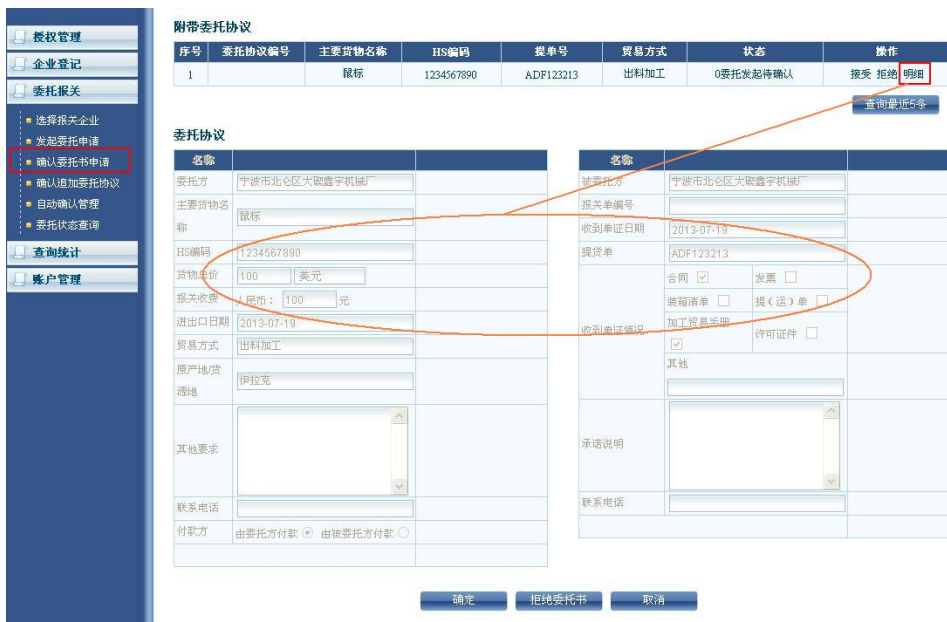 授权管理
企业登记
委托报关
选择报关企业
发起委托申请
确认委托书申请
确认追加委托协议
自动确认管理
委托状态查询
查询统计
账户管理
附带委托协议
序号 委托协议编号 主要货物名称 HS编码 提单号 贸易方式 状态 操作
1 鼠标 1234567890 ADF123213 出料加工 0委托发起待确认 接受 拒绝 明细
查询最近5条
委托协议
名称
委托方 宁波市北仑区大碶鑫宇机械厂
主要货物名称 鼠标
HS编码 1234567890
货物总价 100 美元
报关收费 人民币： 100 元
进出口日期 2013-07-19
贸易方式 出料加工
原产地/货源地 伊拉克
其他要求
联系电话
付款方 由委托方付款 由被委托方付款
名称
被委托方 宁波市北仑区大碶鑫宇机械厂
报关单编号
收到单证日期 2013-07-19
提货单 ADF123213
收到单证情况
合同 发票
装箱清单 提（运）单
加工贸易手册 许可证件
其他
承诺说明
联系电话
确定 拒绝委托书 取消